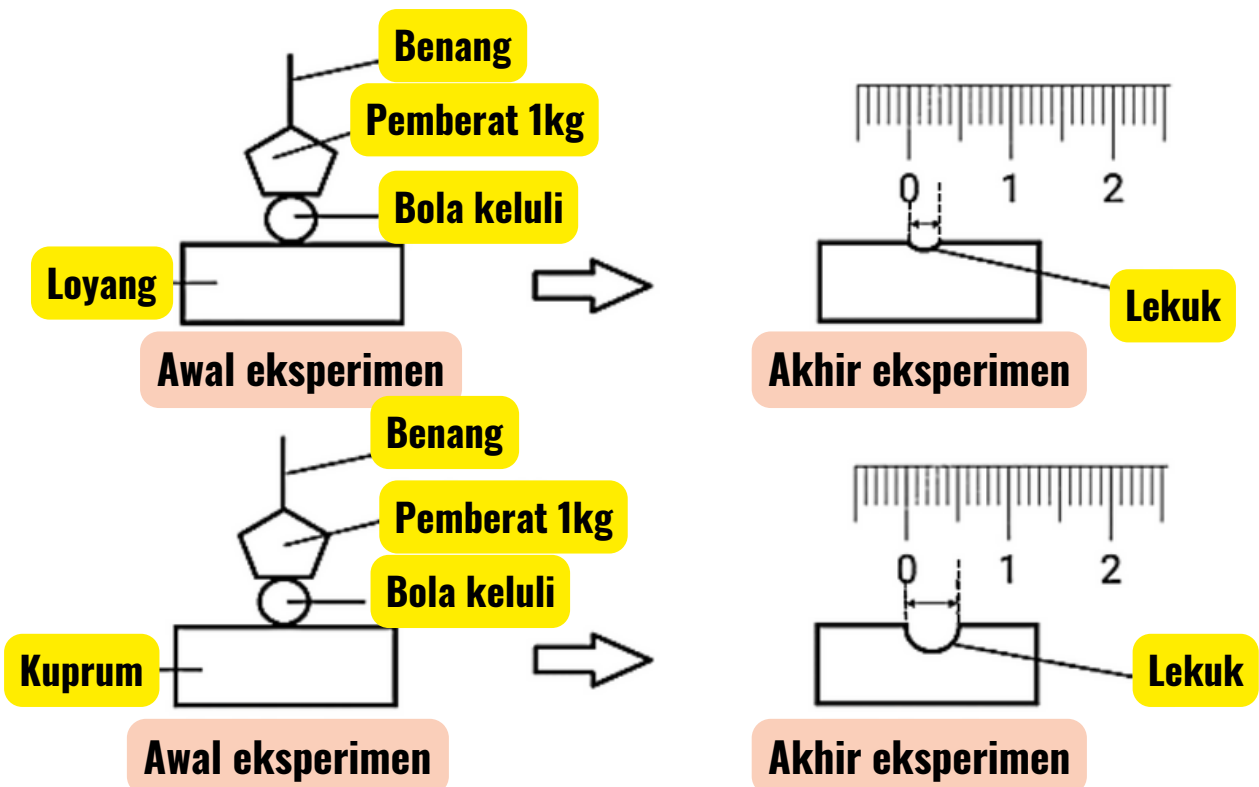 Benang
Pemberat 1kg
Bola keluli
Loyang
Awal eksperimen
0 1 2
Lekuk
Akhir eksperimen
Benang
Pemberat 1kg
Bola keluli
Kuprum
Awal eksperimen
0 1 2
Lekuk
Akhir eksperimen